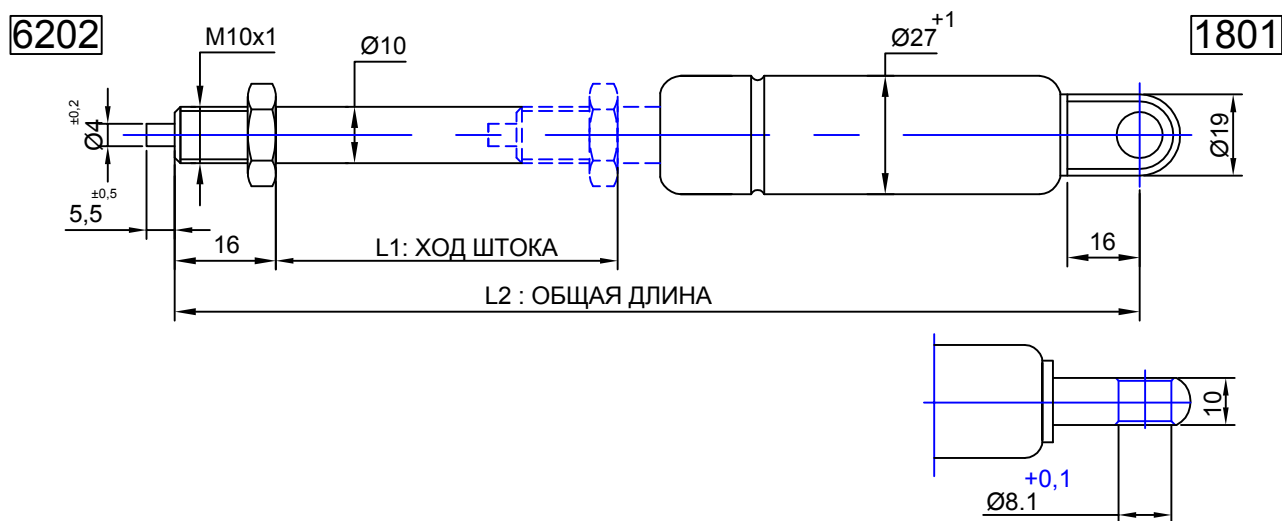 6202
M10x1
Ø10
Ø27 +1
1801
Ø4 ±0,2
Ø19
5,5 ±0,5
16
L1: ХОД ШТОКА
16
L2 : ОБЩАЯ ДЛИНА
10
+0,1
Ø8.1